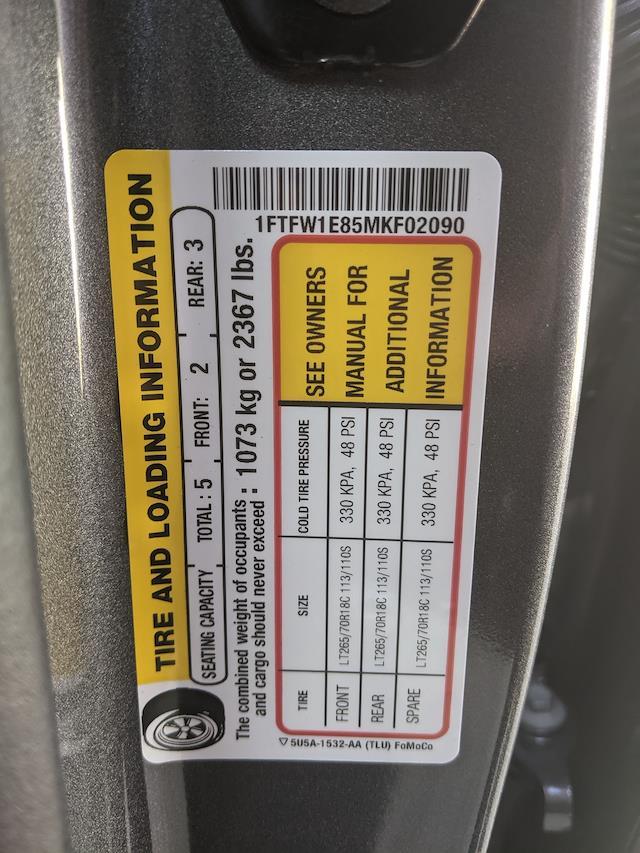 TIRE AND LOADING INFORMATION
SEATING CAPACITY TOTAL : 5 FRONT: 2 REAR: 3
The combined weight of occupants and cargo should never exceed : 1073 kg or 2367 lbs.
1FTFW1E85MKF02090
TIRE SIZE COLD TIRE PRESSURE
FRONT LT265/70R18C 113/110S 330 KPA, 48 PSI
REAR LT265/70R18C 113/110S 330 KPA, 48 PSI
SPARE LT265/70R18C 113/110S 330 KPA, 48 PSI
SEE OWNERS
MANUAL FOR
ADDITIONAL
INFORMATION
5U5A-1532-AA (TLU) FoMoCo